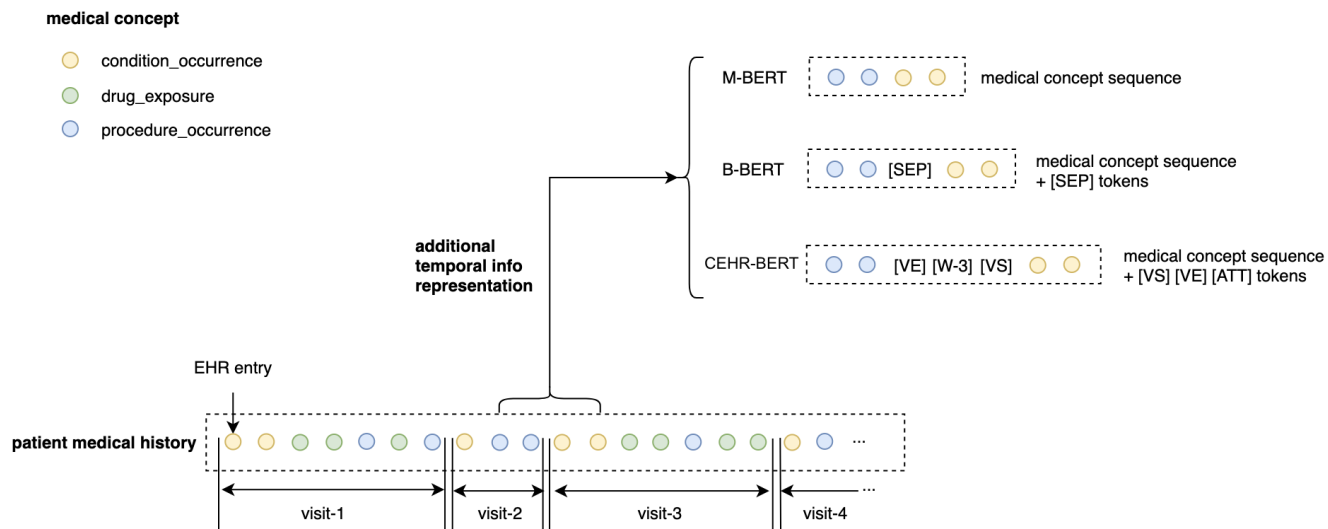 medical concept
condition_occurrence
drug_exposure
procedure_occurrence
M-BERT
medical concept sequence
B-BERT
[SEP]
medical concept sequence
+ [SEP] tokens
additional
temporal info
representation
CEHR-BERT
[VE] [W-3] [VS]
medical concept sequence
+ [VS] [VE] [ATT] tokens
EHR entry
patient medical history
...
...
visit-1
visit-2
visit-3
visit-4